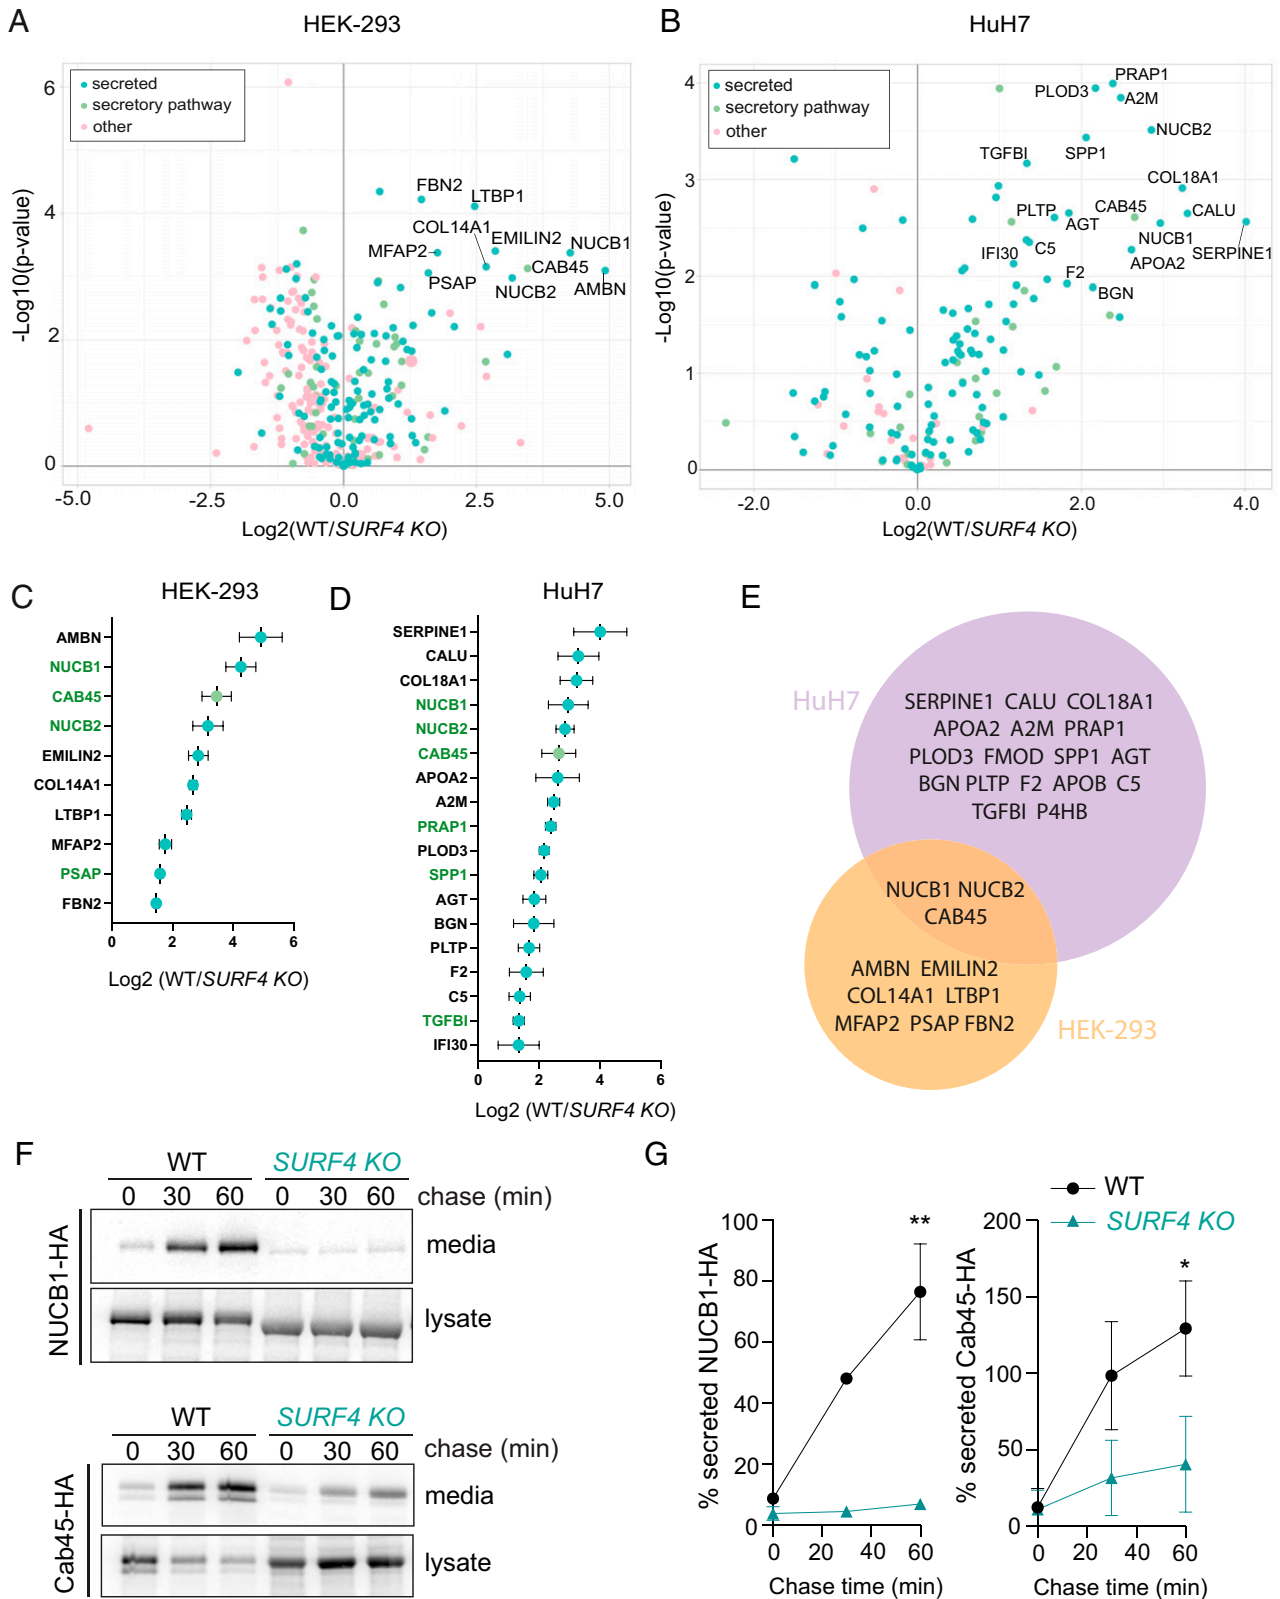 A
HEK-293
secreted
secretory pathway
other
6
4
2
0
-5.0
-2.5
0.0
2.5
5.0
-Log10(p-value)
Log2(WT/SURF4 KO)
FBN2
LTBP1
COL14A1
EMILIN2
NUCB1
MFAP2
CAB45
PSAP
NUCB2
AMBN
B
HuH7
secreted
secretory pathway
other
4
3
2
1
0
-2.0
0.0
2.0
4.0
-Log10(p-value)
Log2(WT/SURF4 KO)
PRAP1
PLOD3
A2M
NUCB2
SPP1
TGFBI
COL18A1
PLTP
AGT
CAB45
CALU
NUCB1
SERPINE1
C5
IFI30
APOA2
F2
BGN
C
HEK-293
AMBN
NUCB1
CAB45
NUCB2
EMILIN2
COL14A1
LTBP1
MFAP2
PSAP
FBN2
0 2 4 6
Log2 (WT/SURF4 KO)
D
HuH7
SERPINE1
CALU
COL18A1
NUCB1
NUCB2
CAB45
APOA2
A2M
PRAP1
PLOD3
SPP1
AGT
BGN
PLTP
F2
C5
TGFBI
IFI30
0 2 4 6
Log2 (WT/SURF4 KO)
E
HuH7
SERPINE1 CALU COL18A1
APOA2 A2M PRAP1
PLOD3 FMOD SPP1 AGT
BGN PLTP F2 APOB C5
TGFBI P4HB
NUCB1 NUCB2
CAB45
AMBN EMILIN2
COL14A1 LTBP1
MFAP2 PSAP FBN2
HEK-293
F
WT SURF4 KO
0 30 60 0 30 60 chase (min)
NUCB1-HA
media
lysate
WT SURF4 KO
0 30 60 0 30 60 chase (min)
Cab45-HA
media
lysate
G
WT
SURF4 KO
% secreted NUCB1-HA
100
80
60
40
20
0
**
0 20 40 60
Chase time (min)
% secreted Cab45-HA
200
150
100
50
0
*
0 20 40 60
Chase time (min)